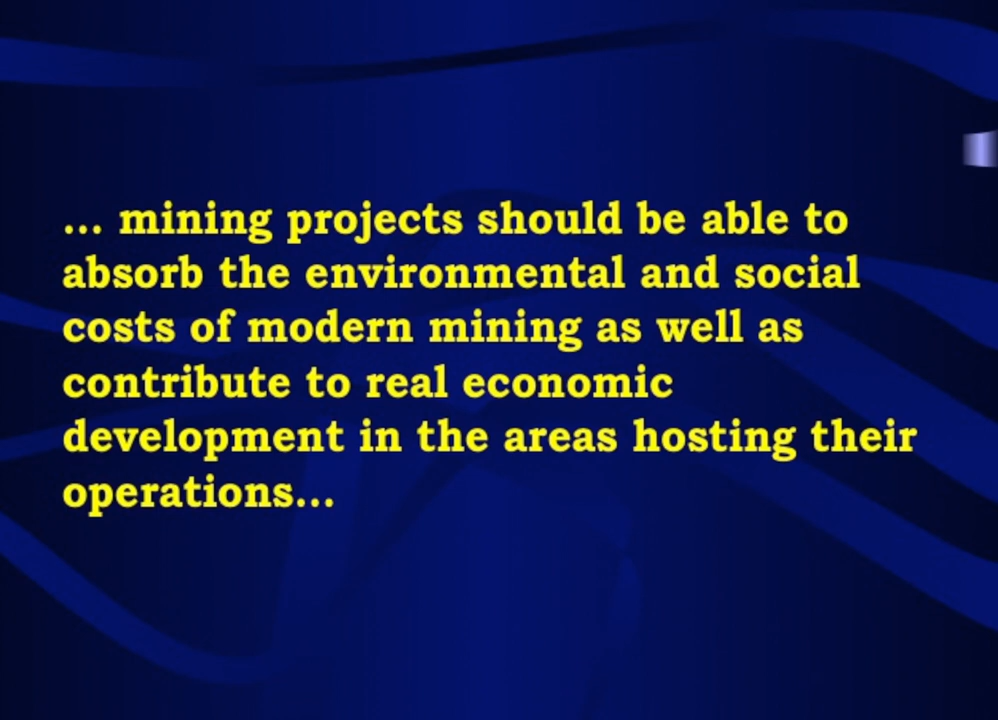 ... mining projects should be able to
absorb the environmental and social
costs of modern mining as well as
contribute to real economic
development in the areas hosting their
operations...